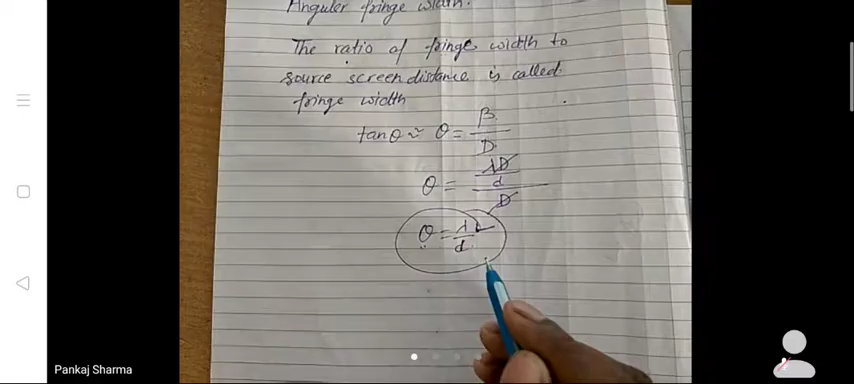 Anguler fringe width.
The ratio of fringe width to
source screen distance is called
fringe width
tanθ ≈ θ = β / D
θ = λD/d / D
θ = λ / d
Pankaj Sharma